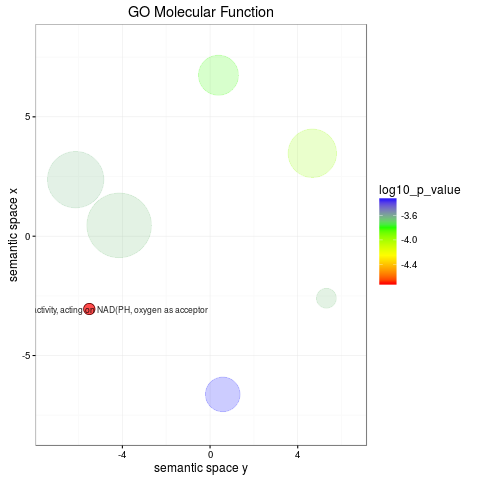 GO Molecular Function
5
0
-5
semantic space x
ctivity, acting on NAD(PH, oxygen as acceptor
-4
0
4
semantic space y
log10_p_value
-3.6
-4.0
-4.4